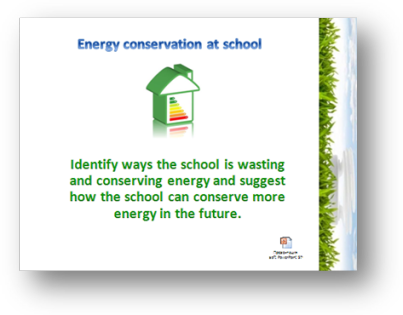 Energy conservation at school
Identify ways the school is wasting
and conserving energy and suggest
how the school can conserve more
energy in the future.